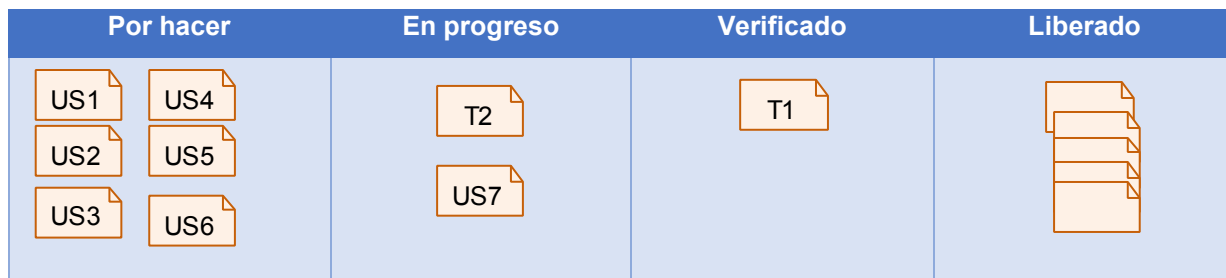 Por hacer
En progreso
Verificado
Liberado
US1
US4
US2
US5
US3
US6
T2
US7
T1